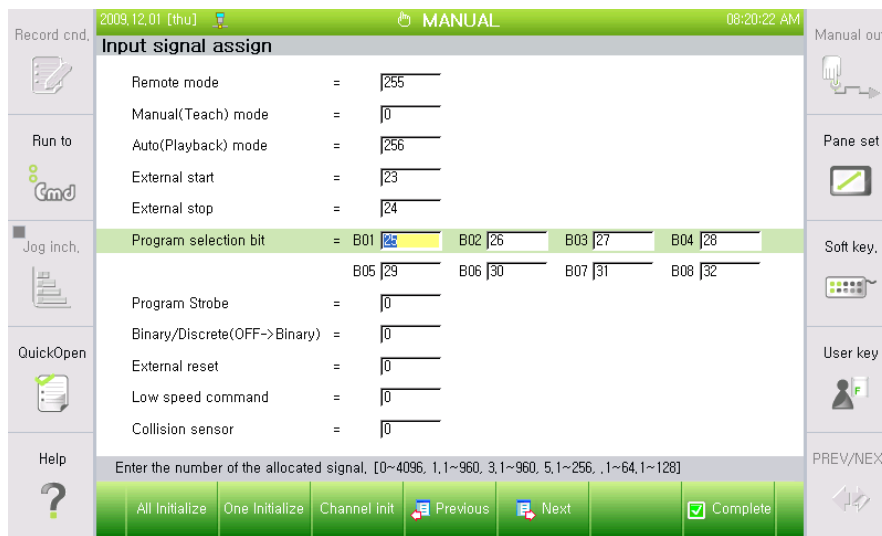 2009,12,01 [thu] MANUAL 08:20:22 AM
Record cnd,
Input signal assign
Manual ou
Remote mode = 255
Manual(Teach) mode = 0
Run to
Auto(Playback) mode = 256
Pane set
External start = 23
Cmd
External stop = 24
Program selection bit = B01 25 B02 26 B03 27 B04 28
Jog inch,
Soft key,
B05 29 B06 30 B07 31 B08 32
Program Strobe = 0
Binary/Discrete(OFF->Binary) = 0
QuickOpen
User key
External reset = 0
F
Low speed command = 0
Collision sensor = 0
Help
PREV/NEX
Enter the number of the allocated signal, [0~4096, 1,1~960, 3,1~960, 5,1~256, ,1~64,1~128]
?
All Initialize One Initialize Channel init Previous Next Complete